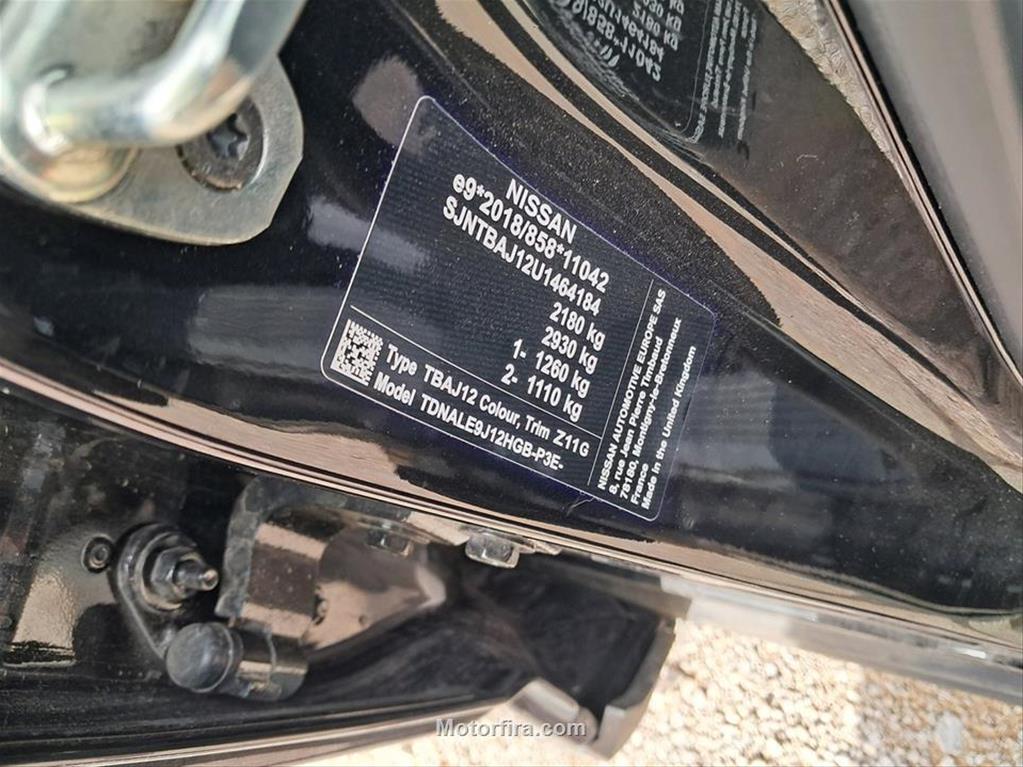 NISSAN
e9*2018/858*11042
SJNTBAJ12U1464184
2180 kg
2930 kg
1- 1260 kg
2- 1110 kg
Type TBAJ12 Colour, Trim Z11G
Model TDNALE9J12HGB-P3E-
NISSAN AUTOMOTIVE EUROPE SAS
8, rue Jean Pierre Timbaud
78180, Montigny-le-Bretonneux
France
Made in the United Kingdom
Motorfira.com